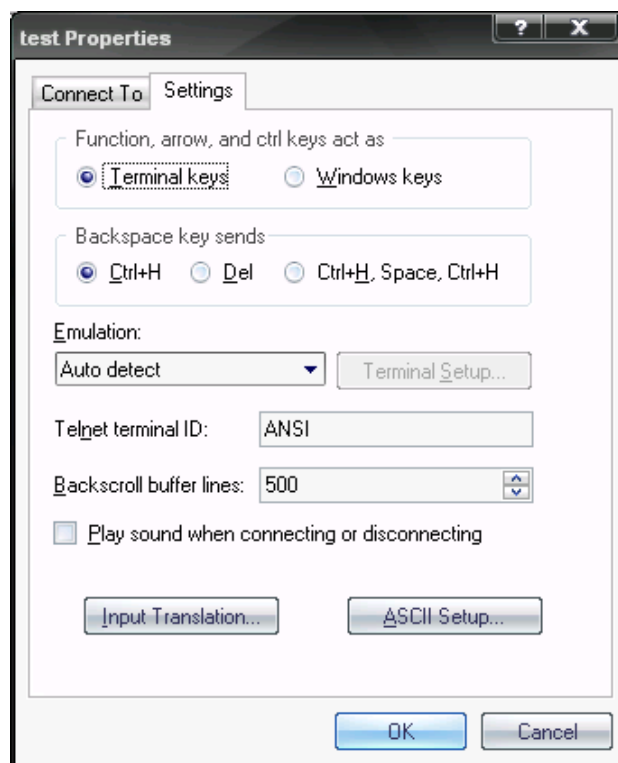 test Properties
? X
Connect To Settings
Function, arrow, and ctrl keys act as
Terminal keys Windows keys
Backspace key sends
Ctrl+H Del Ctrl+H, Space, Ctrl+H
Emulation:
Auto detect Terminal Setup...
Telnet terminal ID: ANSI
Backscroll buffer lines: 500
Play sound when connecting or disconnecting
Input Translation... ASCII Setup...
OK Cancel